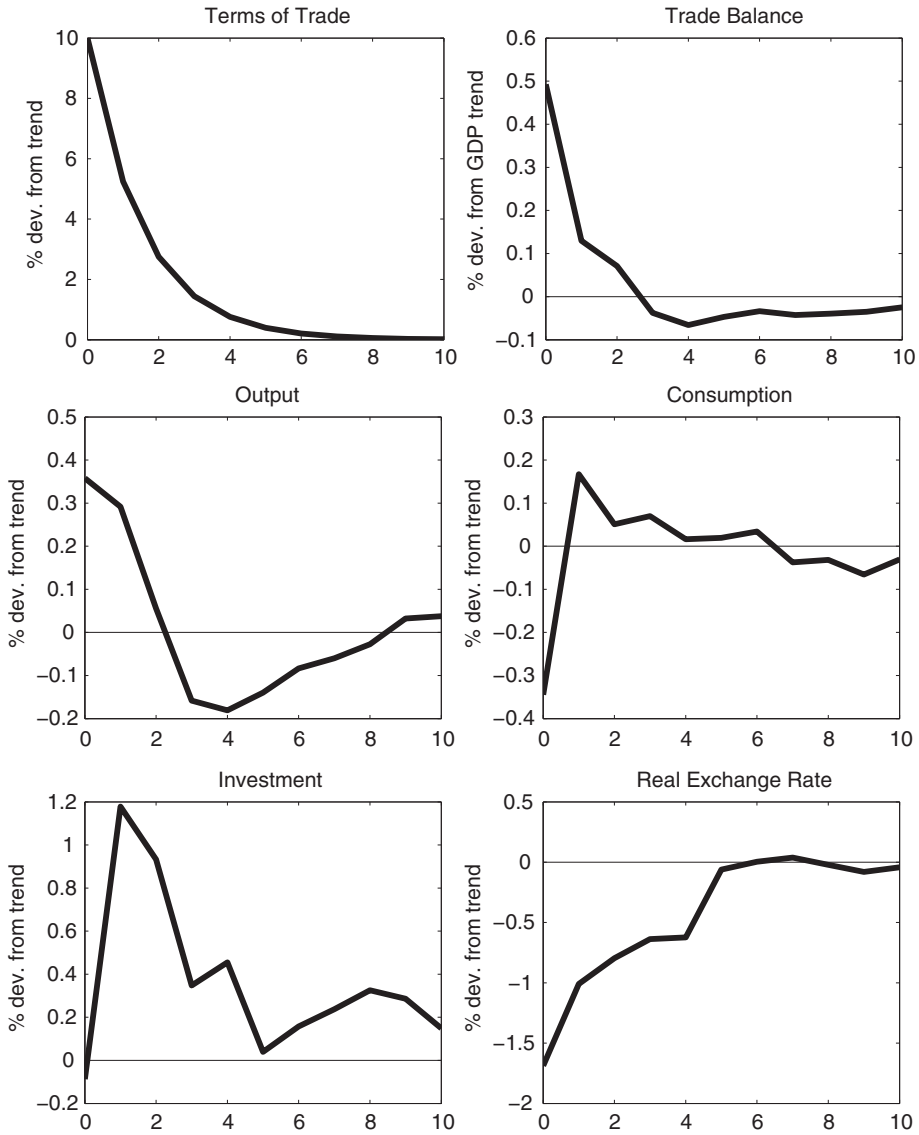 Terms of Trade
% dev. from trend
10
8
6
4
2
0
0 2 4 6 8 10
Trade Balance
% dev. from GDP trend
0.6
0.5
0.4
0.3
0.2
0.1
0
−0.1
0 2 4 6 8 10
Output
% dev. from trend
0.5
0.4
0.3
0.2
0.1
0
−0.1
−0.2
0 2 4 6 8 10
Consumption
% dev. from trend
0.3
0.2
0.1
0
−0.1
−0.2
−0.3
−0.4
0 2 4 6 8 10
Investment
% dev. from trend
1.2
1
0.8
0.6
0.4
0.2
0
−0.2
0 2 4 6 8 10
Real Exchange Rate
% dev. from trend
0.5
0
−0.5
−1
−1.5
−2
0 2 4 6 8 10